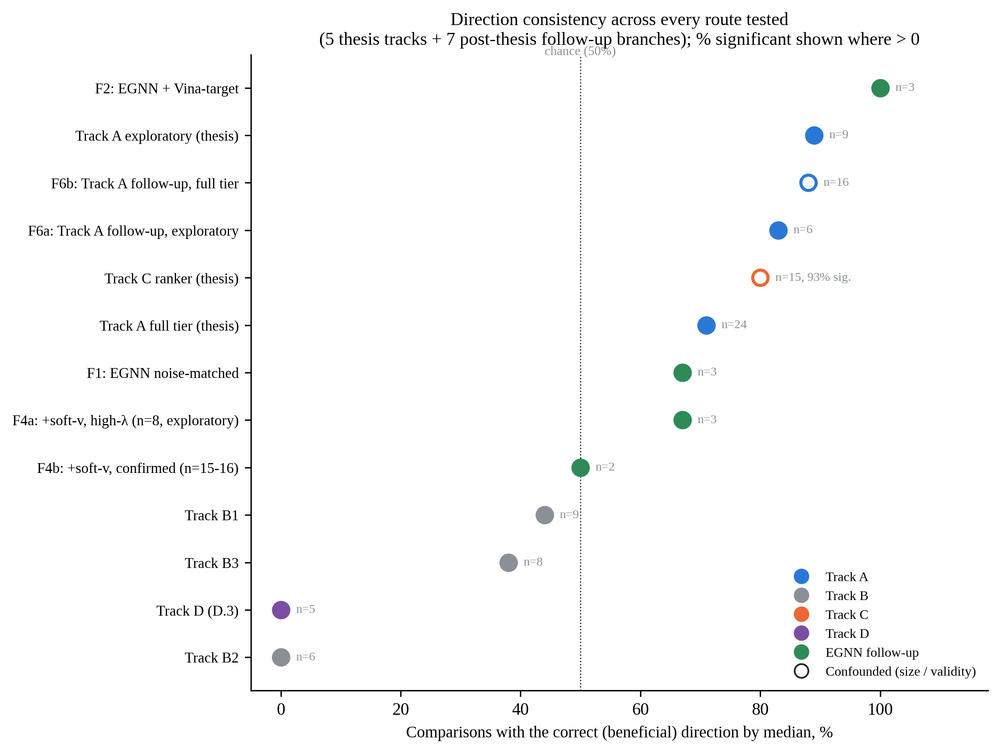 Direction consistency across every route tested
(5 thesis tracks + 7 post-thesis follow-up branches); % significant shown where > 0
chance (50%)
F2: EGNN + Vina-target
n=3
Track A exploratory (thesis)
n=9
F6b: Track A follow-up, full tier
n=16
F6a: Track A follow-up, exploratory
n=6
Track C ranker (thesis)
n=15, 93% sig.
Track A full tier (thesis)
n=24
F1: EGNN noise-matched
n=3
F4a: +soft-v, high-λ (n=8, exploratory)
n=3
F4b: +soft-v, confirmed (n=15-16)
n=2
Track B1
n=9
Track B3
n=8
Track D (D.3)
n=5
Track B2
n=6
Track A
Track B
Track C
Track D
EGNN follow-up
Confounded (size / validity)
0 20 40 60 80 100
Comparisons with the correct (beneficial) direction by median, %